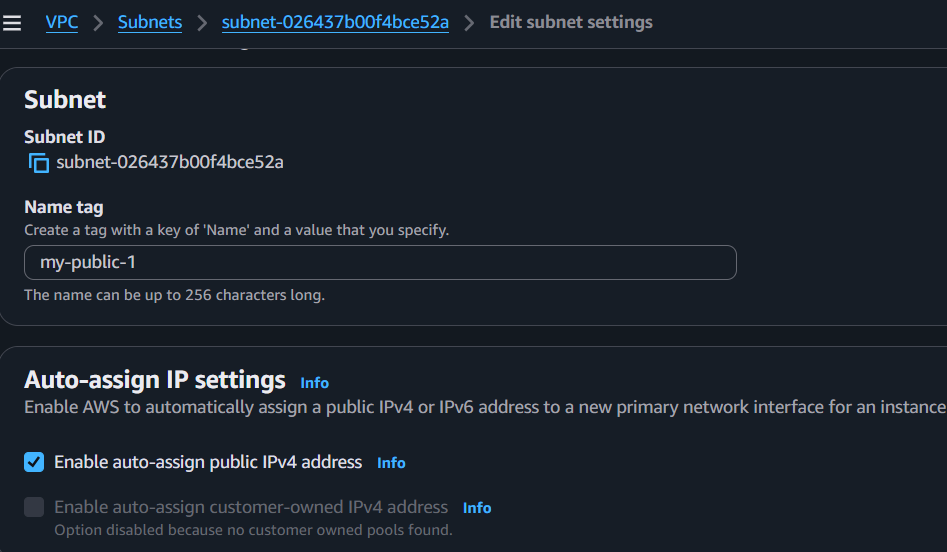 VPC > Subnets > subnet-026437b00f4bce52a > Edit subnet settings
Subnet
Subnet ID
subnet-026437b00f4bce52a
Name tag
Create a tag with a key of 'Name' and a value that you specify.
my-public-1
The name can be up to 256 characters long.
Auto-assign IP settings Info
Enable AWS to automatically assign a public IPv4 or IPv6 address to a new primary network interface for an instance
Enable auto-assign public IPv4 address Info
Enable auto-assign customer-owned IPv4 address Info
Option disabled because no customer owned pools found.